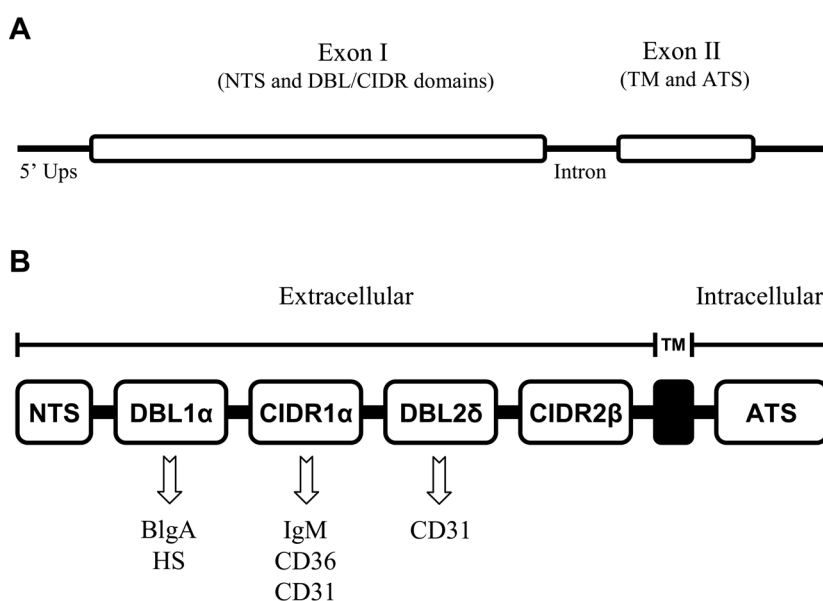 A
Exon I
(NTS and DBL/CIDR domains)
Exon II
(TM and ATS)
5' Ups
Intron
B
Extracellular
Intracellular
TM
NTS
DBL1α
CIDR1α
DBL2δ
CIDR2β
ATS
BlgA
HS
IgM
CD36
CD31
CD31